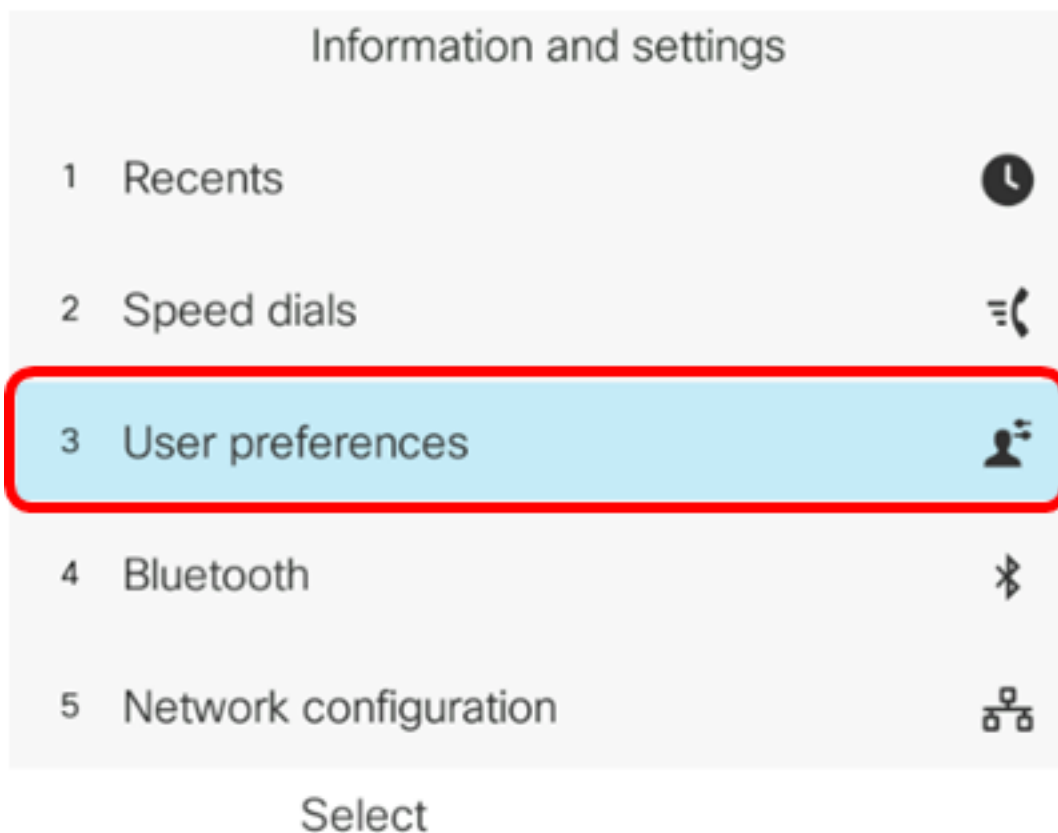 Information and settings
1 Recents
2 Speed dials
3 User preferences
4 Bluetooth
5 Network configuration
Select